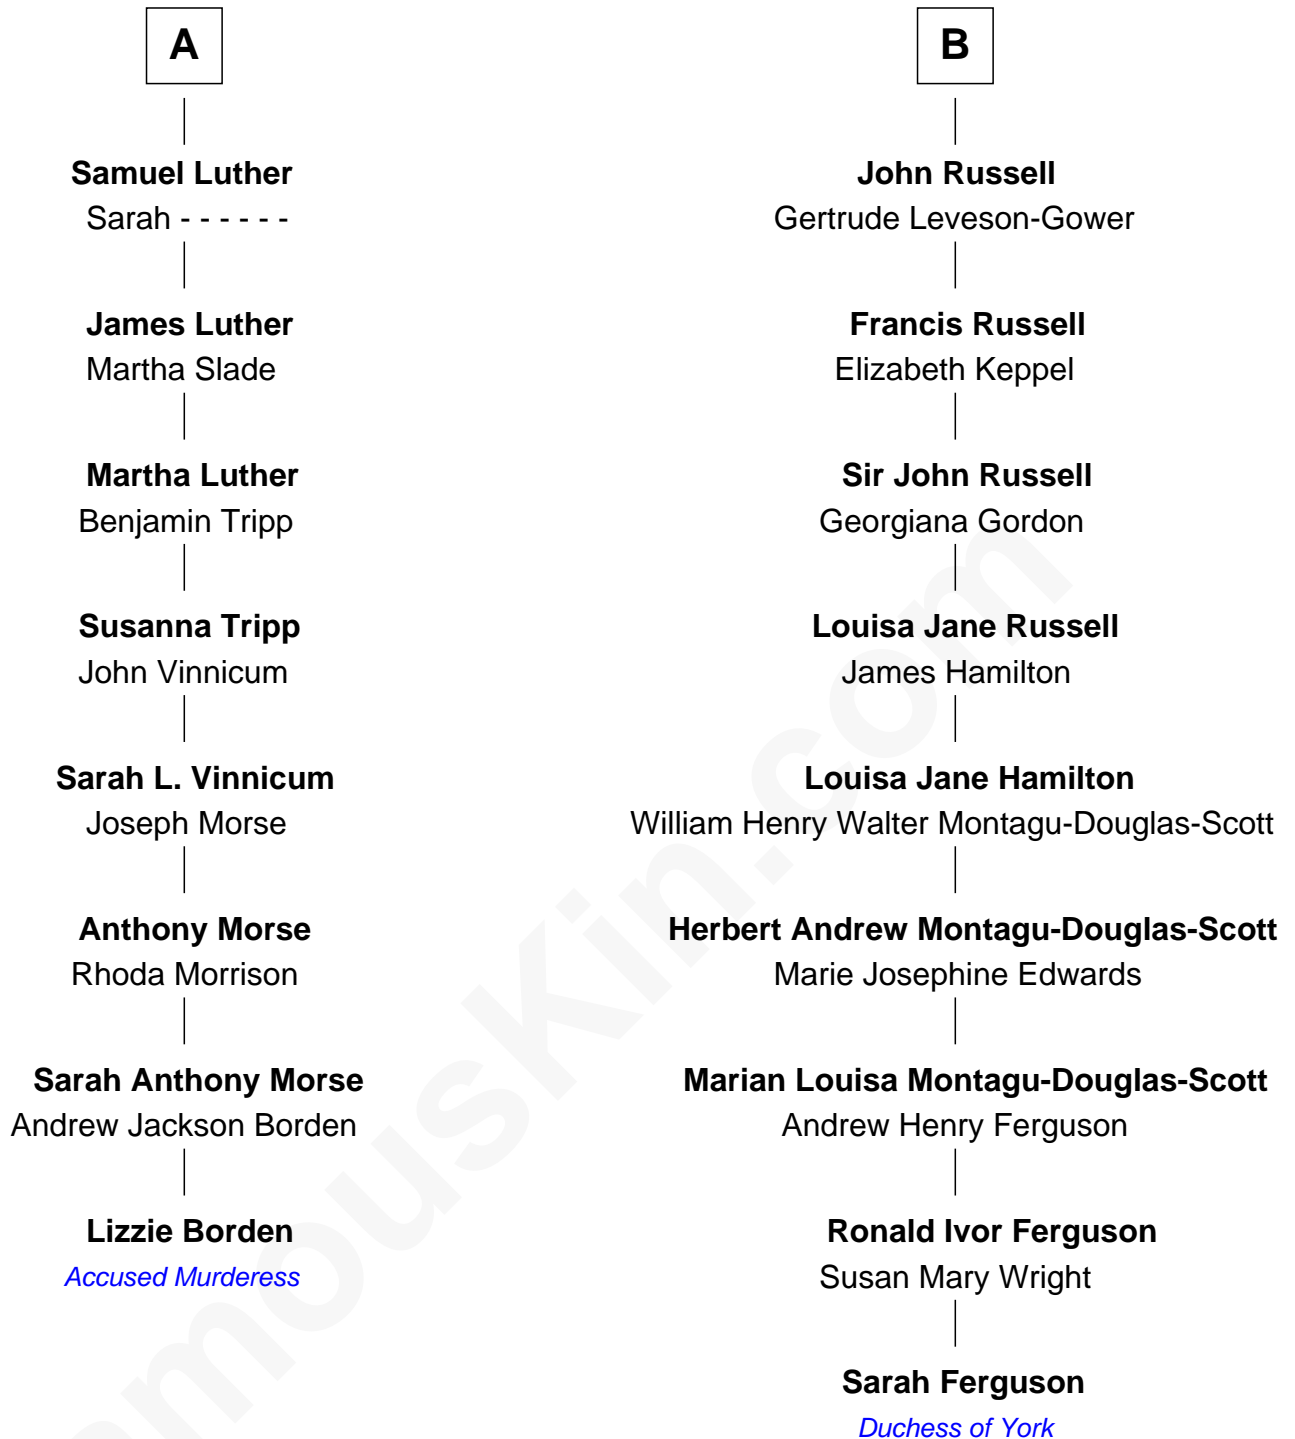 A
Samuel Luther
Sarah - - - - - -
James Luther
Martha Slade
Martha Luther
Benjamin Tripp
Susanna Tripp
John Vinnicum
Sarah L. Vinnicum
Joseph Morse
Anthony Morse
Rhoda Morrison
Sarah Anthony Morse
Andrew Jackson Borden
Lizzie Borden
Accused Murderess
B
John Russell
Gertrude Leveson-Gower
Francis Russell
Elizabeth Keppel
Sir John Russell
Georgiana Gordon
Louisa Jane Russell
James Hamilton
Louisa Jane Hamilton
William Henry Walter Montagu-Douglas-Scott
Herbert Andrew Montagu-Douglas-Scott
Marie Josephine Edwards
Marian Louisa Montagu-Douglas-Scott
Andrew Henry Ferguson
Ronald Ivor Ferguson
Susan Mary Wright
Sarah Ferguson
Duchess of York
amouskin.com